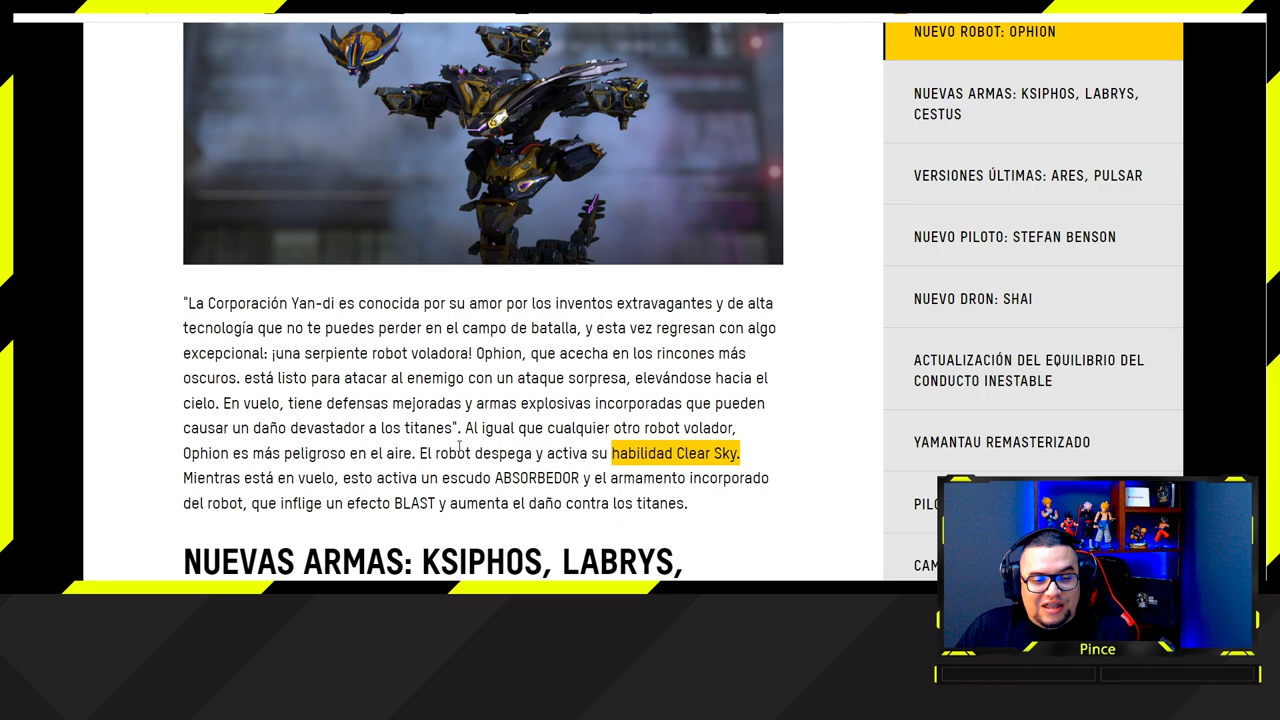 NUEVO ROBOT: OPHION
NUEVAS ARMAS: KSIPHOS, LABRYS,
CESTUS
VERSIONES ÚLTIMAS: ARES, PULSAR
NUEVO PILOTO: STEFAN BENSON
NUEVO DRON: SHAI
ACTUALIZACIÓN DEL EQUILIBRIO DEL
CONDUCTO INESTABLE
YAMANTAU REMASTERIZADO
"La Corporación Yan-di es conocida por su amor por los inventos extravagantes y de alta
tecnología que no te puedes perder en el campo de batalla, y esta vez regresan con algo
excepcional: ¡una serpiente robot voladora! Ophion, que acecha en los rincones más
oscuros. está listo para atacar al enemigo con un ataque sorpresa, elevándose hacia el
cielo. En vuelo, tiene defensas mejoradas y armas explosivas incorporadas que pueden
causar un daño devastador a los titanes". Al igual que cualquier otro robot volador,
Ophion es más peligroso en el aire. El robot despega y activa su habilidad Clear Sky.
Mientras está en vuelo, esto activa un escudo ABSORBEDOR y el armamento incorporado
del robot, que inflige un efecto BLAST y aumenta el daño contra los titanes.
NUEVAS ARMAS: KSIPHOS, LABRYS,
Pince